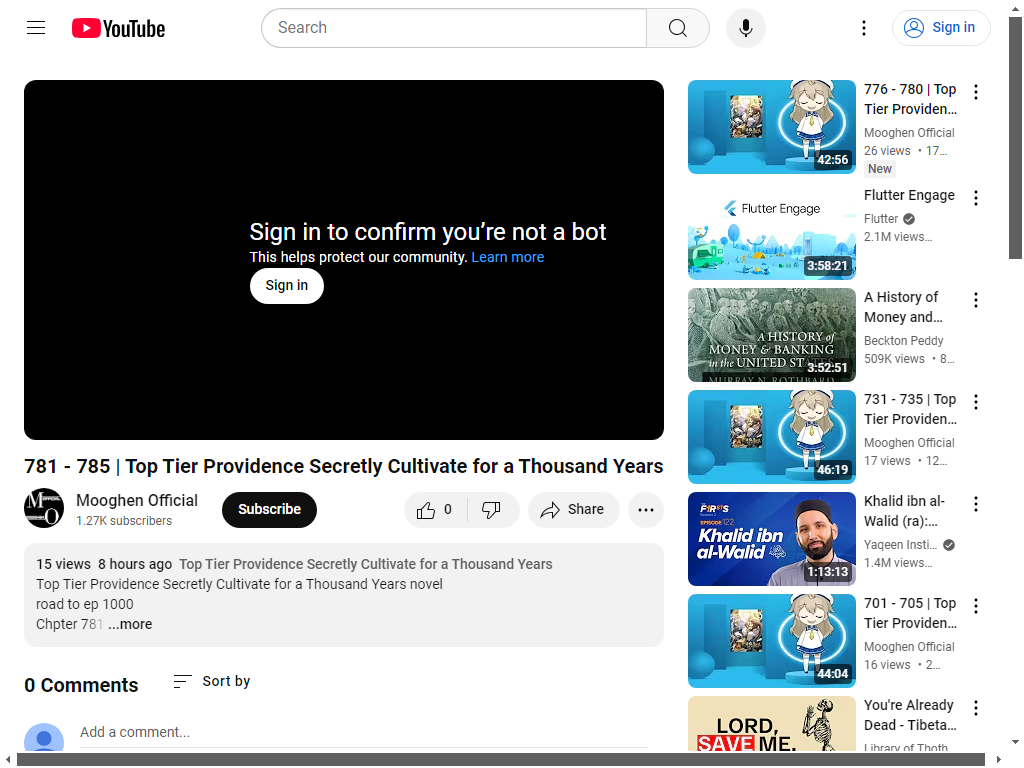 YouTube
Search
Sign in
Sign in to confirm you’re not a bot
This helps protect our community. Learn more
Sign in
781 - 785 | Top Tier Providence Secretly Cultivate for a Thousand Years
Mooghen Official
1.27K subscribers
Subscribe
0
Share
15 views 8 hours ago Top Tier Providence Secretly Cultivate for a Thousand Years
Top Tier Providence Secretly Cultivate for a Thousand Years novel
road to ep 1000
Chpter 781 ...more
0 Comments
Sort by
Add a comment...
42:56
776 - 780 | Top
Tier Providen...
Mooghen Official
26 views • 17...
New
Flutter Engage
3:58:21
Flutter Engage
Flutter
2.1M views...
A HISTORY of
MONEY & BANKING
in the UNITED STATES
MURRAY N. ROTHBARD
3:52:51
A History of
Money and...
Beckton Peddy
509K views • 8...
46:19
731 - 735 | Top
Tier Providen...
Mooghen Official
17 views • 12...
FIRSTS
EPISODE 122
Khalid ibn
al-Walid
1:13:13
Khalid ibn al-
Walid (ra):...
Yaqeen Insti...
1.4M views...
44:04
701 - 705 | Top
Tier Providen...
Mooghen Official
16 views • 2...
LORD,
SAVE ME.
You're Already
Dead - Tibeta...
Library of Thoth